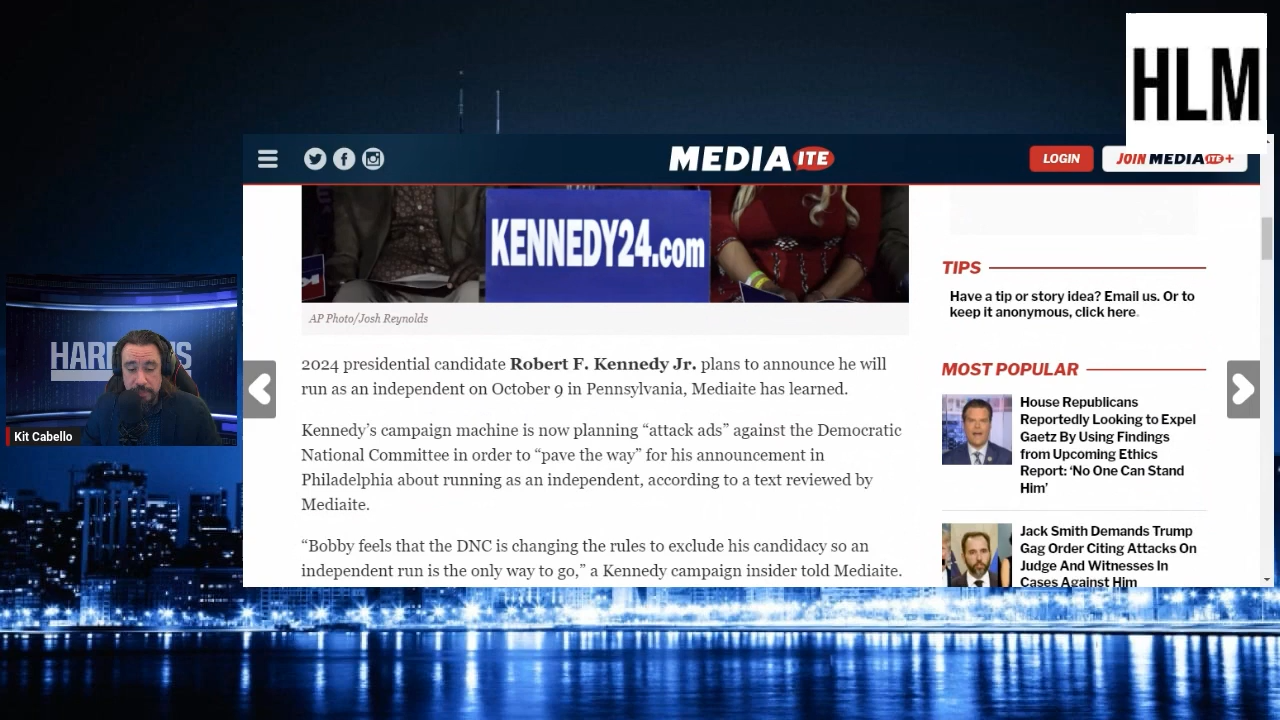 HLM
MEDIAITE
LOGIN
JOIN MEDIAITE+
KENNEDY24.com
AP Photo/Josh Reynolds
2024 presidential candidate Robert F. Kennedy Jr. plans to announce he will
run as an independent on October 9 in Pennsylvania, Mediaite has learned.
Kennedy’s campaign machine is now planning “attack ads” against the Democratic
National Committee in order to “pave the way” for his announcement in
Philadelphia about running as an independent, according to a text reviewed by
Mediaite.
“Bobby feels that the DNC is changing the rules to exclude his candidacy so an
independent run is the only way to go,” a Kennedy campaign insider told Mediaite.
TIPS
Have a tip or story idea? Email us. Or to
keep it anonymous, click here.
MOST POPULAR
House Republicans
Reportedly Looking to Expel
Gaetz By Using Findings
from Upcoming Ethics
Report: ‘No One Can Stand
Him’
Jack Smith Demands Trump
Gag Order Citing Attacks On
Judge And Witnesses In
Cases Against Him
Kit Cabello